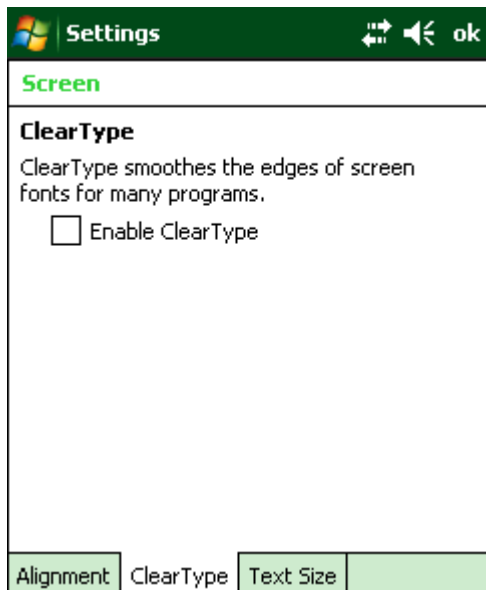 Settings ok
Screen
ClearType
ClearType smoothes the edges of screen
fonts for many programs.
Enable ClearType
Alignment ClearType Text Size